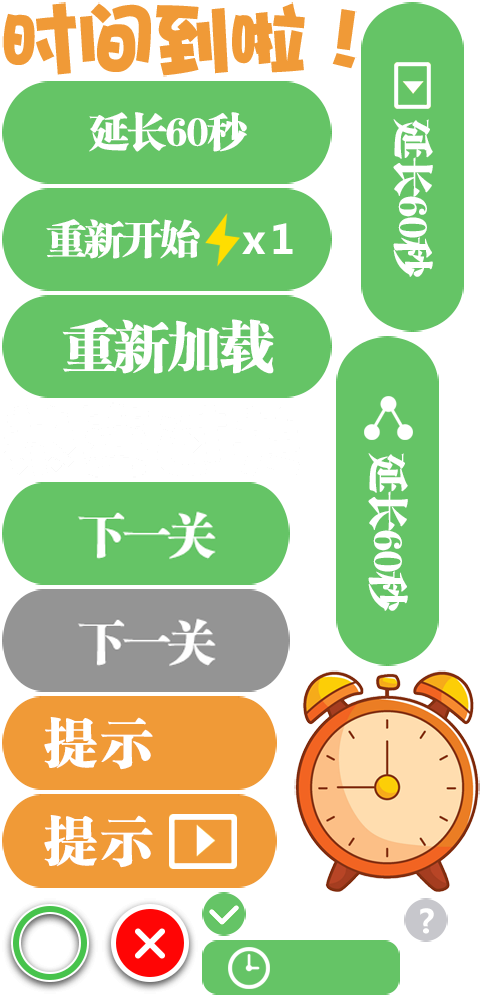 时间到啦！
延长60秒
重新开始⚡x1
重新加载
下一关
下一关
提示
提示
延长60秒
延长60秒
?